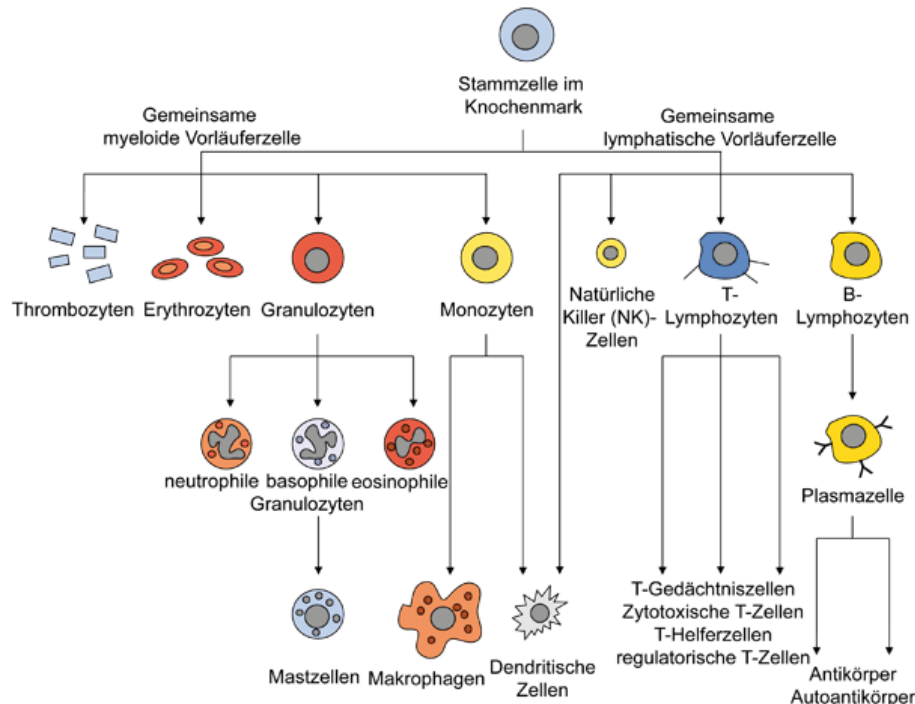 Stammzelle im
Knochenmark
Gemeinsame
myeloide Vorläuferzelle
Gemeinsame
lymphatische Vorläuferzelle
Thrombozyten
Erythrozyten
Granulozyten
Monozyten
Natürliche
Killer (NK)-
Zellen
T-
Lymphozyten
B-
Lymphozyten
neutrophile
basophile
eosinophile
Granulozyten
Plasmazelle
Mastzellen
Makrophagen
Dendritische
Zellen
T-Gedächtniszellen
Zytotoxische T-Zellen
T-Helferzellen
regulatorische T-Zellen
Antikörper
Autoantikörper